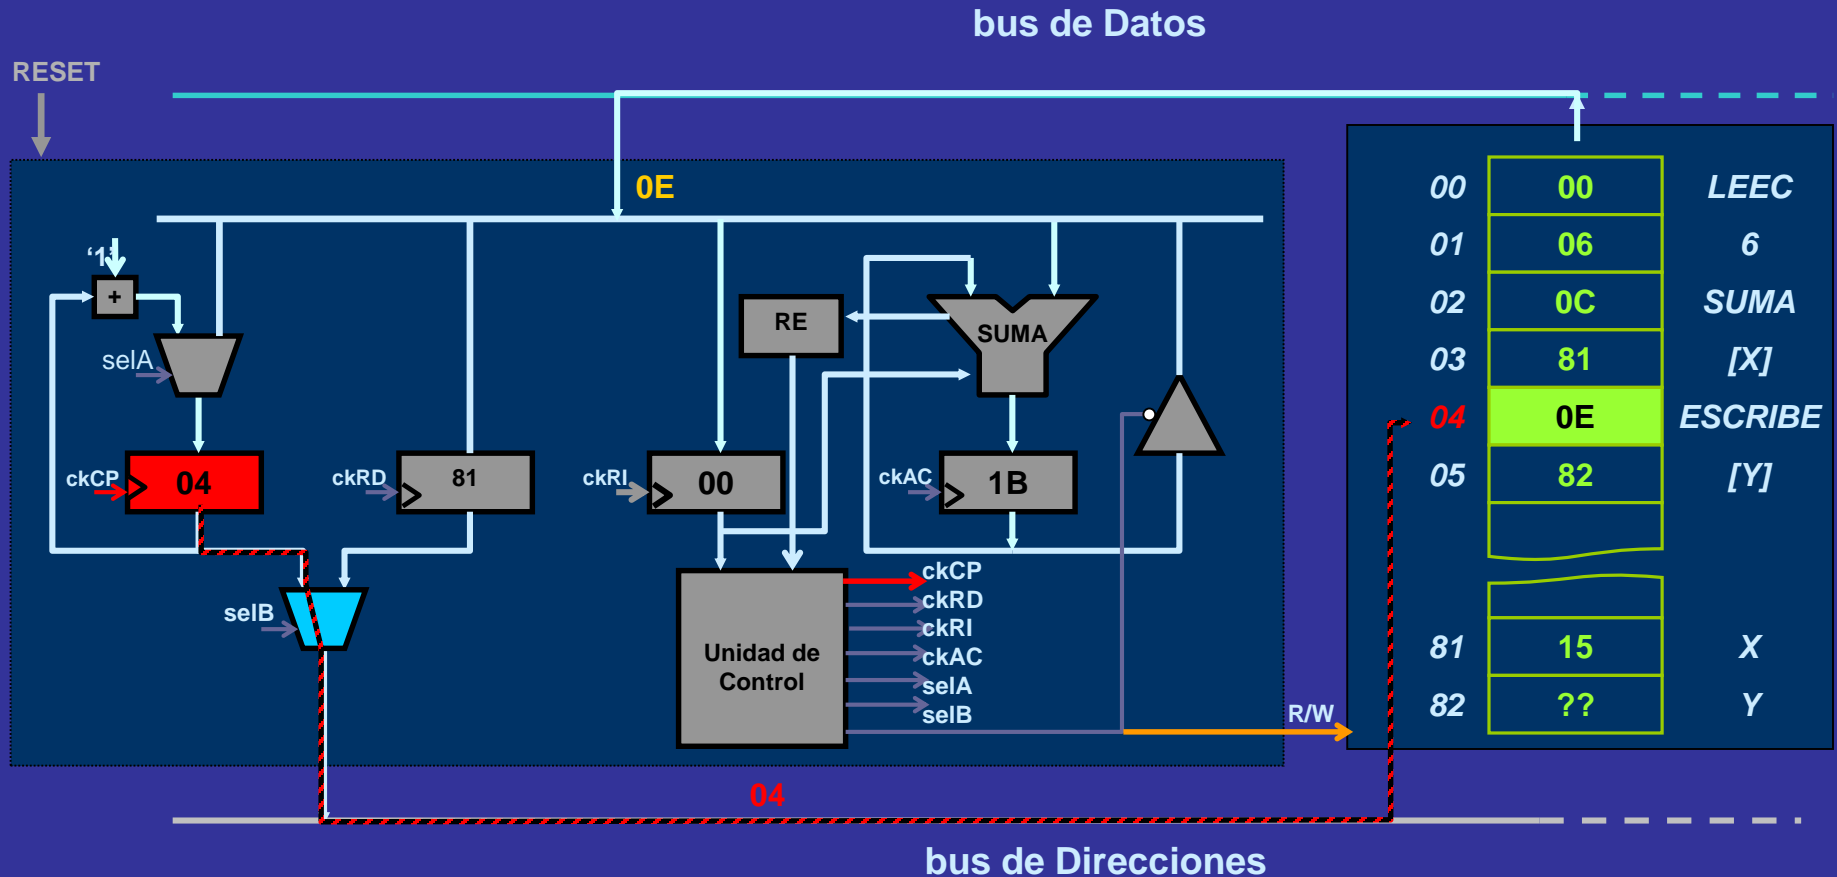 bus de Datos
RESET
0E
00 00 LEEC
01 06 6
02 0C SUMA
03 81 [X]
04 0E ESCRIBE
05 82 [Y]
81 15 X
82 ?? Y
‘1’
+
selA
RE
SUMA
ckCP
04
ckRD
81
ckRI
00
ckAC
1B
selB
Unidad de
Control
ckCP
ckRD
ckRI
ckAC
selA
selB
R/W
04
bus de Direcciones